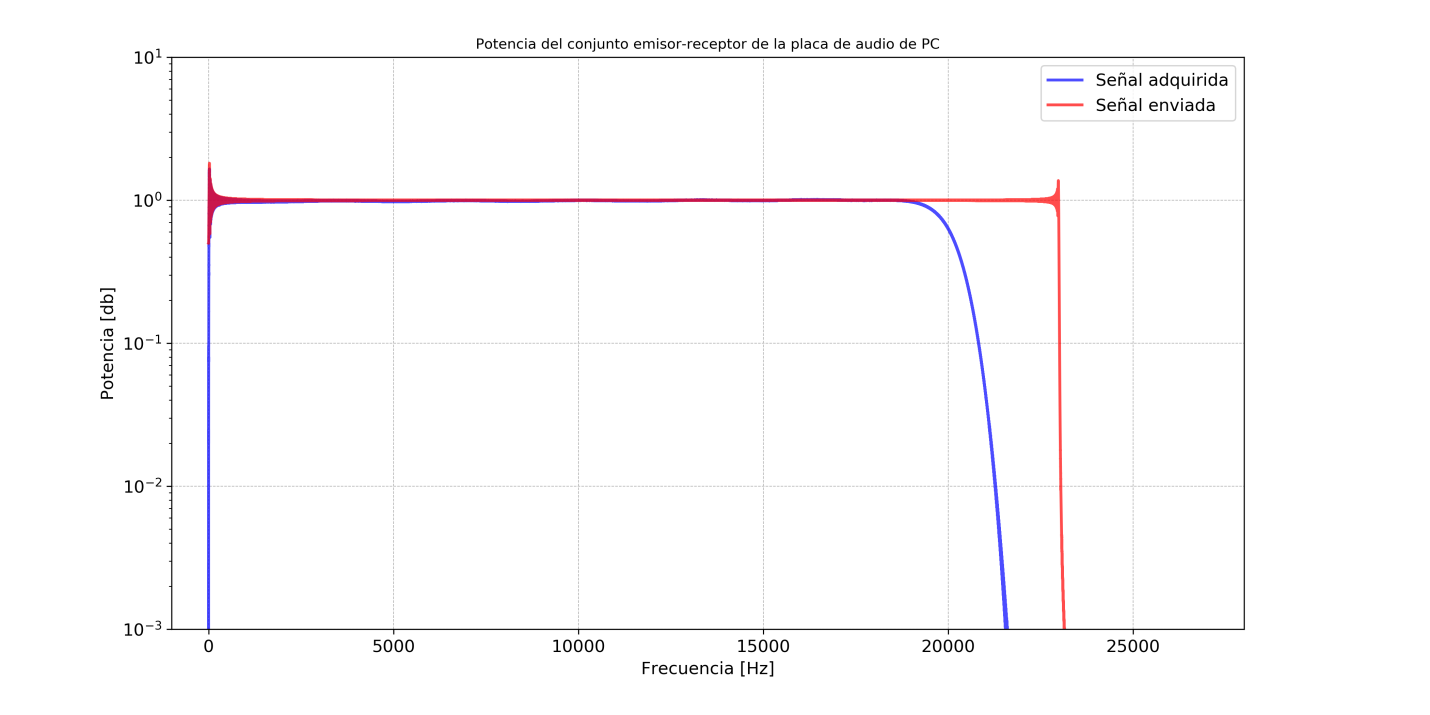 Potencia del conjunto emisor-receptor de la placa de audio de PC
Señal adquirida
Señal enviada
10¹
10⁰
10⁻¹
10⁻²
10⁻³
Potencia [db]
0 5000 10000 15000 20000 25000
Frecuencia [Hz]